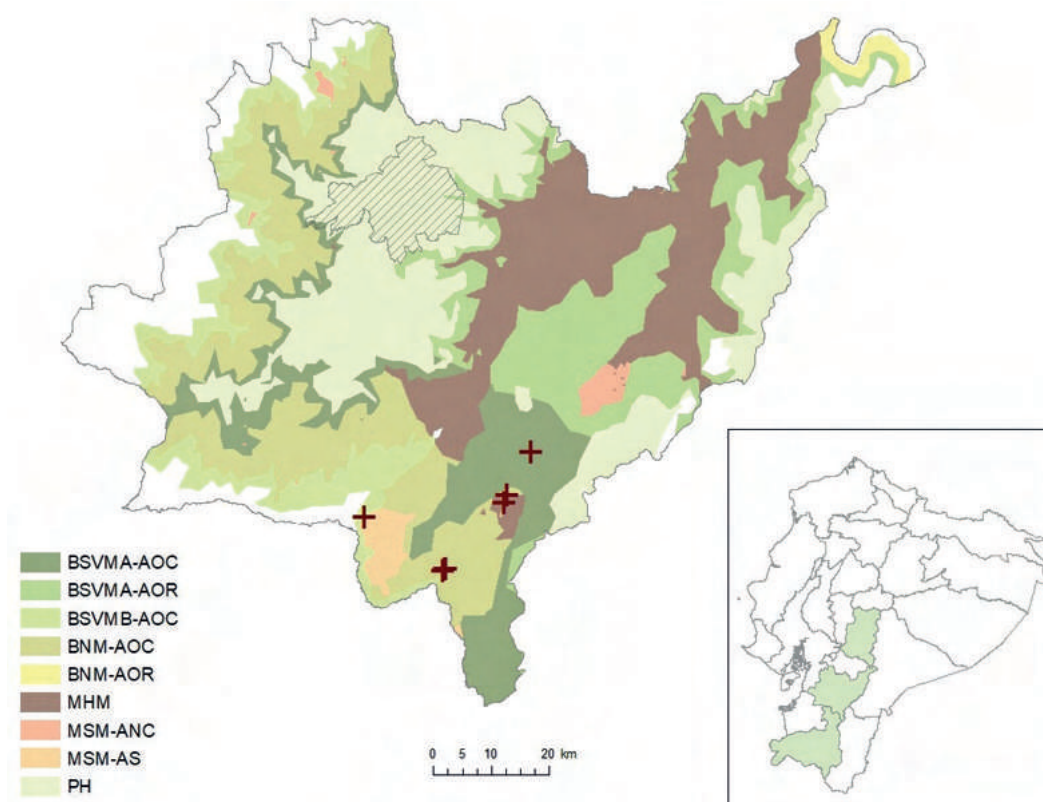 BSVMA-AOC
BSVMA-AOR
BSVMB-AOC
BNM-AOC
BNM-AOR
MHM
MSM-ANC
MSM-AS
PH
0 5 10 20 km